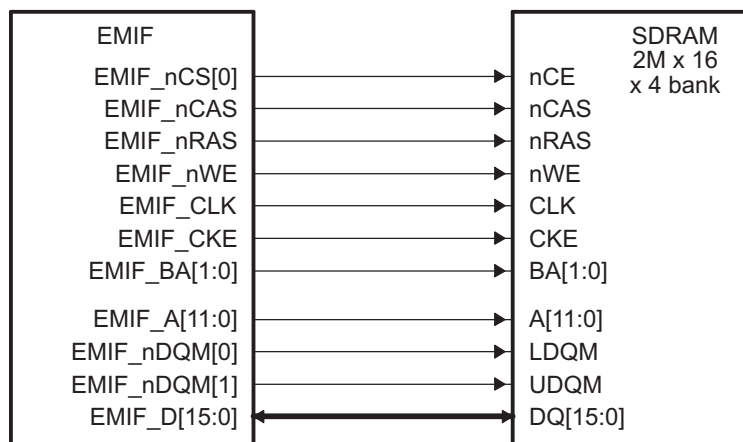 EMIF
SDRAM
2M x 16
x 4 bank
EMIF_nCS[0]
nCE
EMIF_nCAS
nCAS
EMIF_nRAS
nRAS
EMIF_nWE
nWE
EMIF_CLK
CLK
EMIF_CKE
CKE
EMIF_BA[1:0]
BA[1:0]
EMIF_A[11:0]
A[11:0]
EMIF_nDQM[0]
LDQM
EMIF_nDQM[1]
UDQM
EMIF_D[15:0]
DQ[15:0]